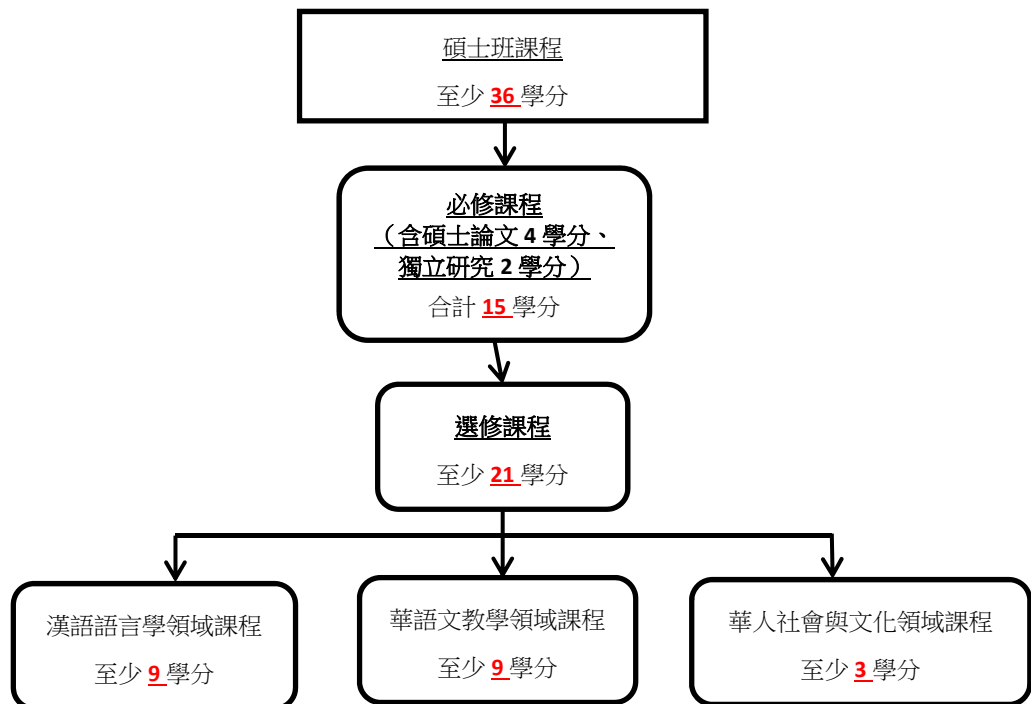 碩士班課程
至少 36 學分
必修課程
（含碩士論文 4 學分、
獨立研究 2 學分）
合計 15 學分
選修課程
至少 21 學分
漢語語言學領域課程
至少 9 學分
華語文教學領域課程
至少 9 學分
華人社會與文化領域課程
至少 3 學分